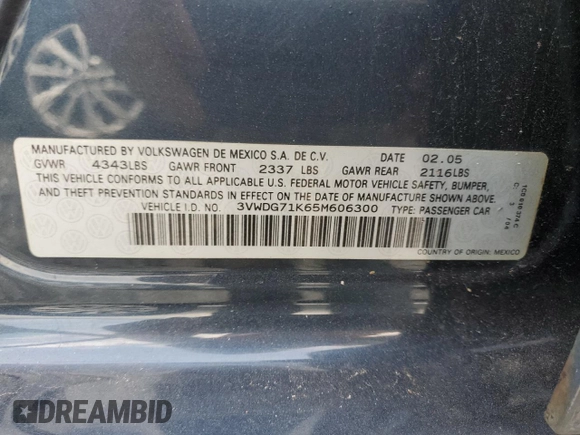 MANUFACTURED BY VOLKSWAGEN DE MEXICO S.A. DE C.V. DATE 02.05
GVWR 4343LBS GAWR FRONT 2337 LBS GAWR REAR 2116LBS
THIS VEHICLE CONFORMS TO ALL APPLICABLE U.S. FEDERAL MOTOR VEHICLE SAFETY, BUMPER,
AND THEFT PREVENTION STANDARDS IN EFFECT ON THE DATE OF MANUFACTURE SHOWN ABOVE.
VEHICLE I.D. NO. 3VWDG71K65M606300 TYPE: PASSENGER CAR
COUNTRY OF ORIGIN: MEXICO
DREAMBID